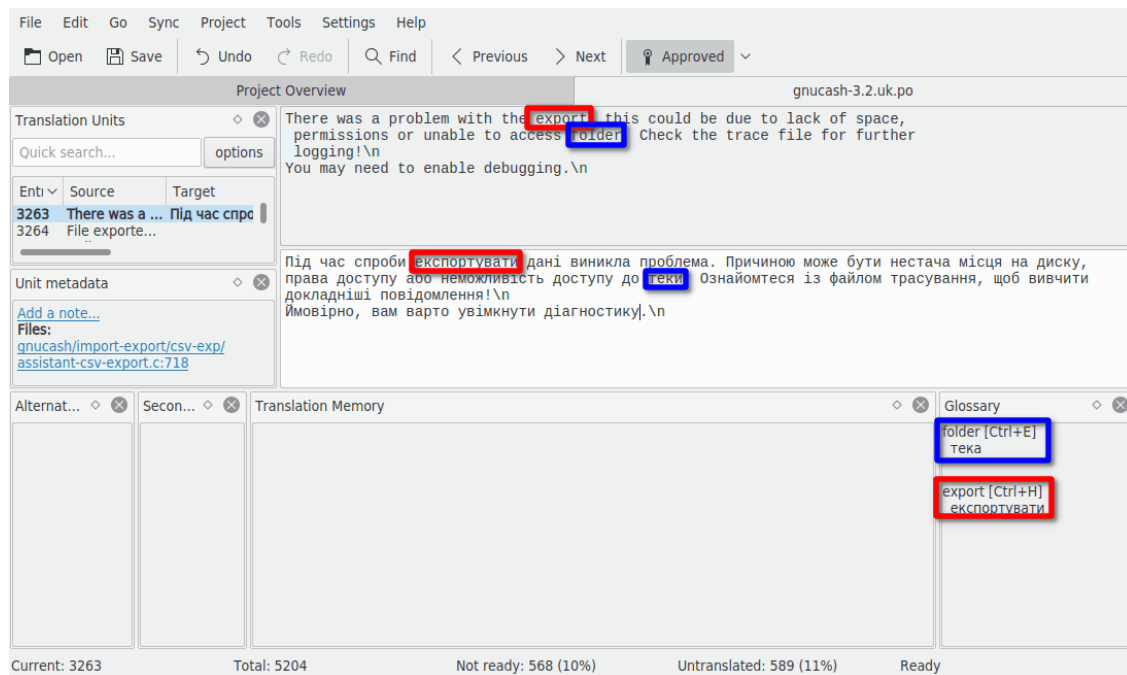 File Edit Go Sync Project Tools Settings Help
Open Save Undo Redo Find Previous Next Approved
Project Overview gnucash-3.2.uk.po
Translation Units
Quick search... options
Entı Source Target
3263 There was a ... Під час спро
3264 File exporte...
There was a problem with the export, this could be due to lack of space,
permissions or unable to access folder. Check the trace file for further
logging!\n
You may need to enable debugging.\n
Unit metadata
Add a note...
Files:
gnucash/import-export/csv-exp/
assistant-csv-export.c:718
Під час спроби експортувати дані виникла проблема. Причиною може бути нестача місця на диску,
права доступу або неможливість доступу до теки. Ознайомтеся із файлом трасування, щоб вивчити
докладніші повідомлення!\n
Ймовірно, вам варто увімкнути діагностику.\n
Alternat... Secon... Translation Memory Glossary
folder [Ctrl+E]
тека
export [Ctrl+H]
експортувати
Current: 3263 Total: 5204 Not ready: 568 (10%) Untranslated: 589 (11%) Ready